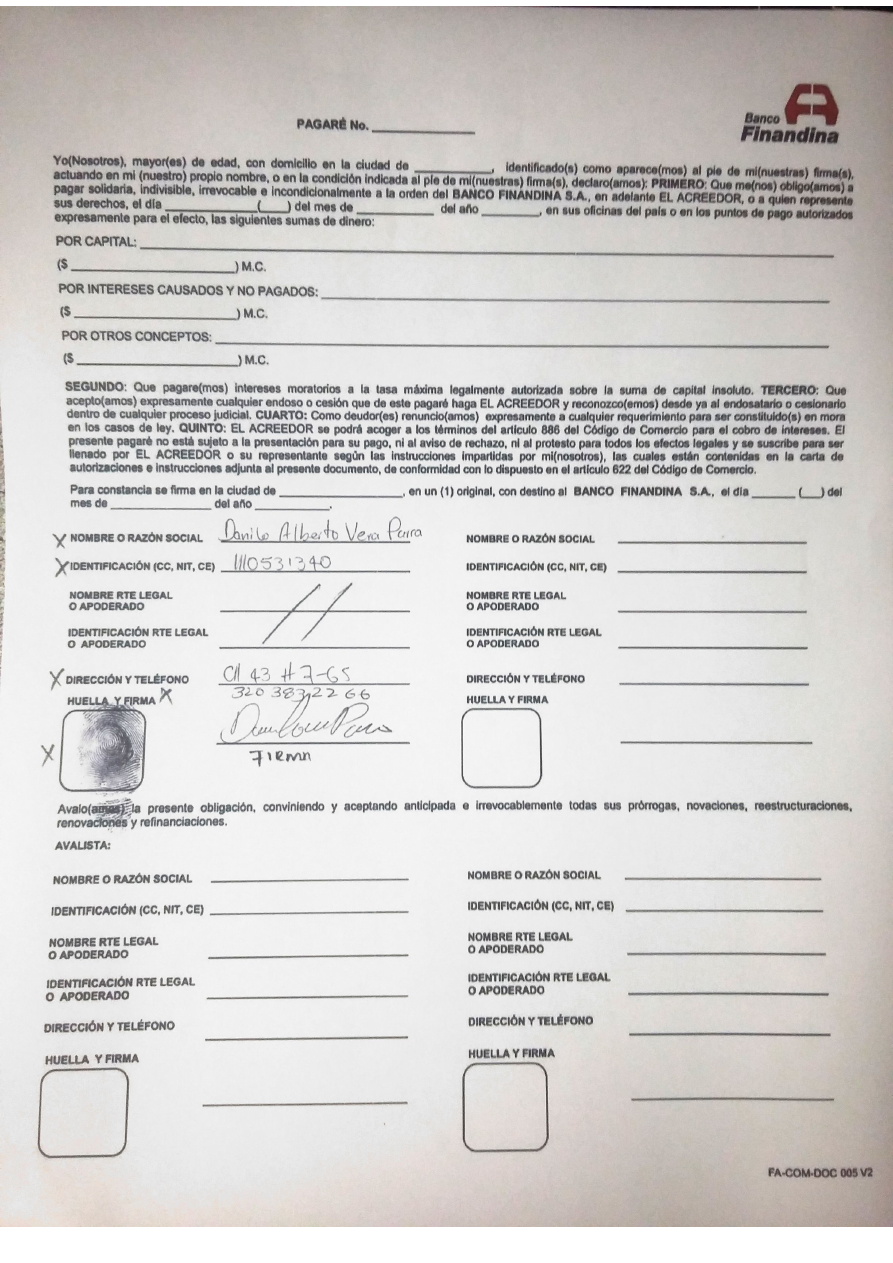 Banco
Finandina
PAGARÉ No. ____________
Yo(Nosotros), mayor(es) de edad, con domicilio en la ciudad de ____________, identificado(s) como aparece(mos) al pie de mi(nuestras) firma(s),
actuando en mi (nuestro) propio nombre, o en la condición indicada al pie de mi(nuestras) firma(s), declaro(amos): PRIMERO: Que me(nos) obligo(amos) a
pagar solidaria, indivisible, irrevocable e incondicionalmente a la orden del BANCO FINANDINA S.A., en adelante EL ACREEDOR, o a quien represente
sus derechos, el día ____________(____) del mes de ____________ del año ________, en sus oficinas del país o en los puntos de pago autorizados
expresamente para el efecto, las siguientes sumas de dinero:
POR CAPITAL: ____________
($ ____________) M.C.
POR INTERESES CAUSADOS Y NO PAGADOS: ____________
($ ____________) M.C.
POR OTROS CONCEPTOS: ____________
($ ____________) M.C.
SEGUNDO: Que pagare(mos) intereses moratorios a la tasa máxima legalmente autorizada sobre la suma de capital insoluto. TERCERO: Que
acepto(amos) expresamente cualquier endoso o cesión que de este pagaré haga EL ACREEDOR y reconozco(emos) desde ya al endosatario o cesionario
dentro de cualquier proceso judicial. CUARTO: Como deudor(es) renuncio(amos) expresamente a cualquier requerimiento para ser constituido(s) en mora
en los casos de ley. QUINTO: EL ACREEDOR se podrá acoger a los términos del artículo 886 del Código de Comercio para el cobro de intereses. El
presente pagaré no está sujeto a la presentación para su pago, ni al aviso de rechazo, ni al protesto para todos los efectos legales y se suscribe para ser
llenado por EL ACREEDOR o su representante según las instrucciones impartidas por mi(nosotros), las cuales están contenidas en la carta de
autorizaciones e instrucciones adjunta al presente documento, de conformidad con lo dispuesto en el artículo 622 del Código de Comercio.
Para constancia se firma en la ciudad de ____________, en un (1) original, con destino al BANCO FINANDINA S.A., el día ______ (___) del
mes de ____________ del año ____________.
X NOMBRE O RAZÓN SOCIAL Danilo Alberto Vera Parra NOMBRE O RAZÓN SOCIAL
X IDENTIFICACIÓN (CC, NIT, CE) 1110531340 IDENTIFICACIÓN (CC, NIT, CE)
NOMBRE RTE LEGAL NOMBRE RTE LEGAL
O APODERADO O APODERADO
IDENTIFICACIÓN RTE LEGAL IDENTIFICACIÓN RTE LEGAL
O APODERADO O APODERADO
X DIRECCIÓN Y TELÉFONO Cll 43 # 7-65 DIRECCIÓN Y TELÉFONO
320 383 22 66
HUELLA Y FIRMA X HUELLA Y FIRMA
X
FIRMA
Avalo(amos) la presente obligación, conviniendo y aceptando anticipada e irrevocablemente todas sus prórrogas, novaciones, reestructuraciones,
renovaciones y refinanciaciones.
AVALISTA:
NOMBRE O RAZÓN SOCIAL NOMBRE O RAZÓN SOCIAL
IDENTIFICACIÓN (CC, NIT, CE) IDENTIFICACIÓN (CC, NIT, CE)
NOMBRE RTE LEGAL NOMBRE RTE LEGAL
O APODERADO O APODERADO
IDENTIFICACIÓN RTE LEGAL IDENTIFICACIÓN RTE LEGAL
O APODERADO O APODERADO
DIRECCIÓN Y TELÉFONO DIRECCIÓN Y TELÉFONO
HUELLA Y FIRMA HUELLA Y FIRMA
FA-COM-DOC 005 V2